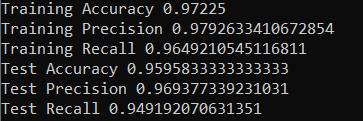 Training Accuracy 0.97225
Training Precision 0.9792633410672854
Training Recall 0.9649210545116811
Test Accuracy 0.9595833333333333
Test Precision 0.969377339231031
Test Recall 0.949192070631351